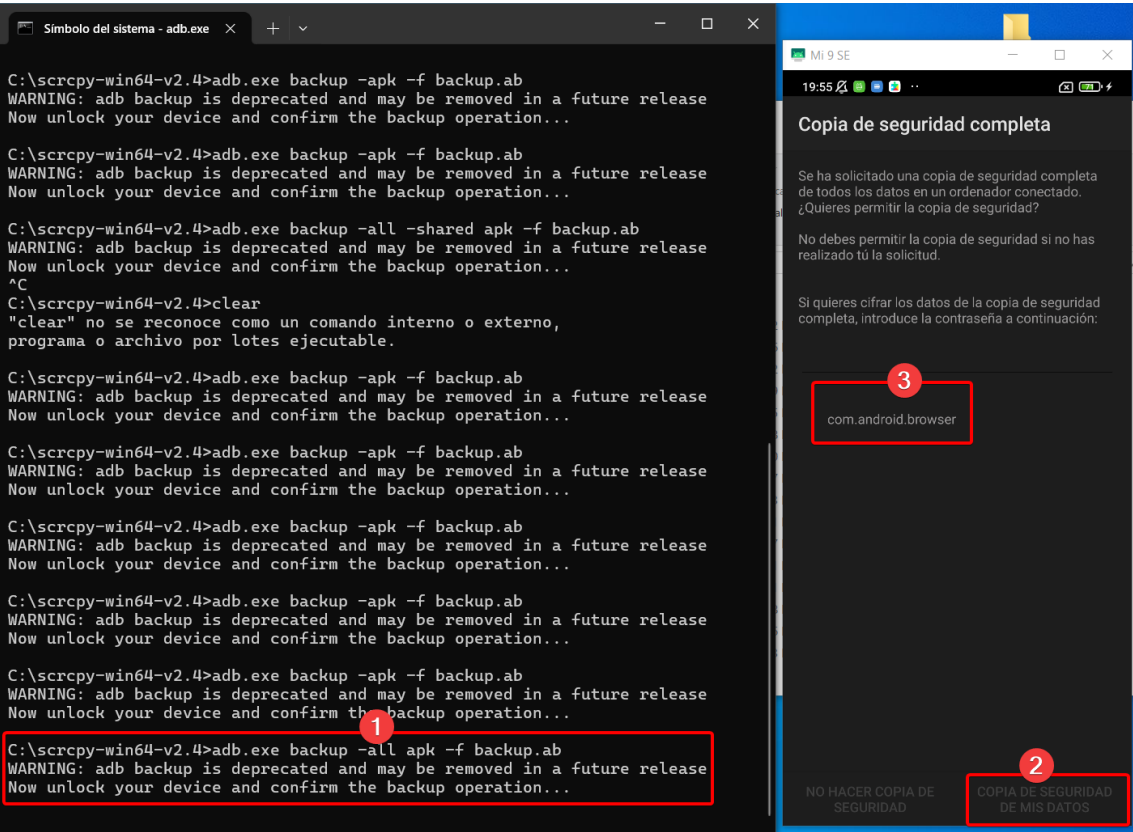 Símbolo del sistema - adb.exe
C:\scrcpy-win64-v2.4>adb.exe backup -apk -f backup.ab
WARNING: adb backup is deprecated and may be removed in a future release
Now unlock your device and confirm the backup operation...
C:\scrcpy-win64-v2.4>adb.exe backup -apk -f backup.ab
WARNING: adb backup is deprecated and may be removed in a future release
Now unlock your device and confirm the backup operation...
C:\scrcpy-win64-v2.4>adb.exe backup -all -shared apk -f backup.ab
WARNING: adb backup is deprecated and may be removed in a future release
Now unlock your device and confirm the backup operation...
^C
C:\scrcpy-win64-v2.4>clear
"clear" no se reconoce como un comando interno o externo,
programa o archivo por lotes ejecutable.
C:\scrcpy-win64-v2.4>adb.exe backup -apk -f backup.ab
WARNING: adb backup is deprecated and may be removed in a future release
Now unlock your device and confirm the backup operation...
C:\scrcpy-win64-v2.4>adb.exe backup -apk -f backup.ab
WARNING: adb backup is deprecated and may be removed in a future release
Now unlock your device and confirm the backup operation...
C:\scrcpy-win64-v2.4>adb.exe backup -apk -f backup.ab
WARNING: adb backup is deprecated and may be removed in a future release
Now unlock your device and confirm the backup operation...
C:\scrcpy-win64-v2.4>adb.exe backup -apk -f backup.ab
WARNING: adb backup is deprecated and may be removed in a future release
Now unlock your device and confirm the backup operation...
C:\scrcpy-win64-v2.4>adb.exe backup -apk -f backup.ab
WARNING: adb backup is deprecated and may be removed in a future release
Now unlock your device and confirm the backup operation...
1
C:\scrcpy-win64-v2.4>adb.exe backup -all apk -f backup.ab
WARNING: adb backup is deprecated and may be removed in a future release
Now unlock your device and confirm the backup operation...
Mi 9 SE
19:55
71
Copia de seguridad completa
Se ha solicitado una copia de seguridad completa
de todos los datos en un ordenador conectado.
¿Quieres permitir la copia de seguridad?
No debes permitir la copia de seguridad si no has
realizado tú la solicitud.
Si quieres cifrar los datos de la copia de seguridad
completa, introduce la contraseña a continuación:
3
com.android.browser
2
NO HACER COPIA DE
SEGURIDAD
COPIA DE SEGURIDAD
DE MIS DATOS